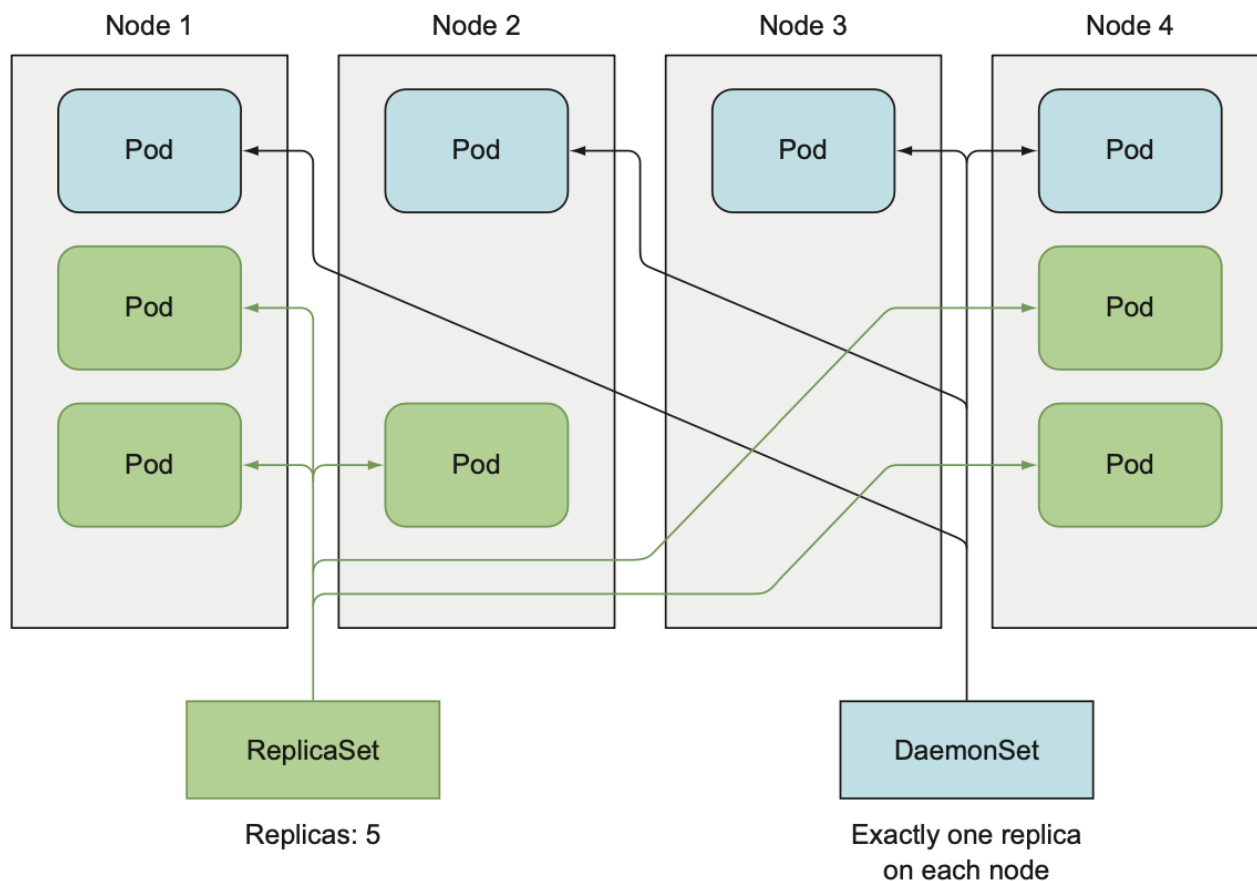 Node 1
Node 2
Node 3
Node 4
Pod
Pod
Pod
Pod
Pod
Pod
Pod
Pod
Pod
ReplicaSet
DaemonSet
Replicas: 5
Exactly one replica
on each node